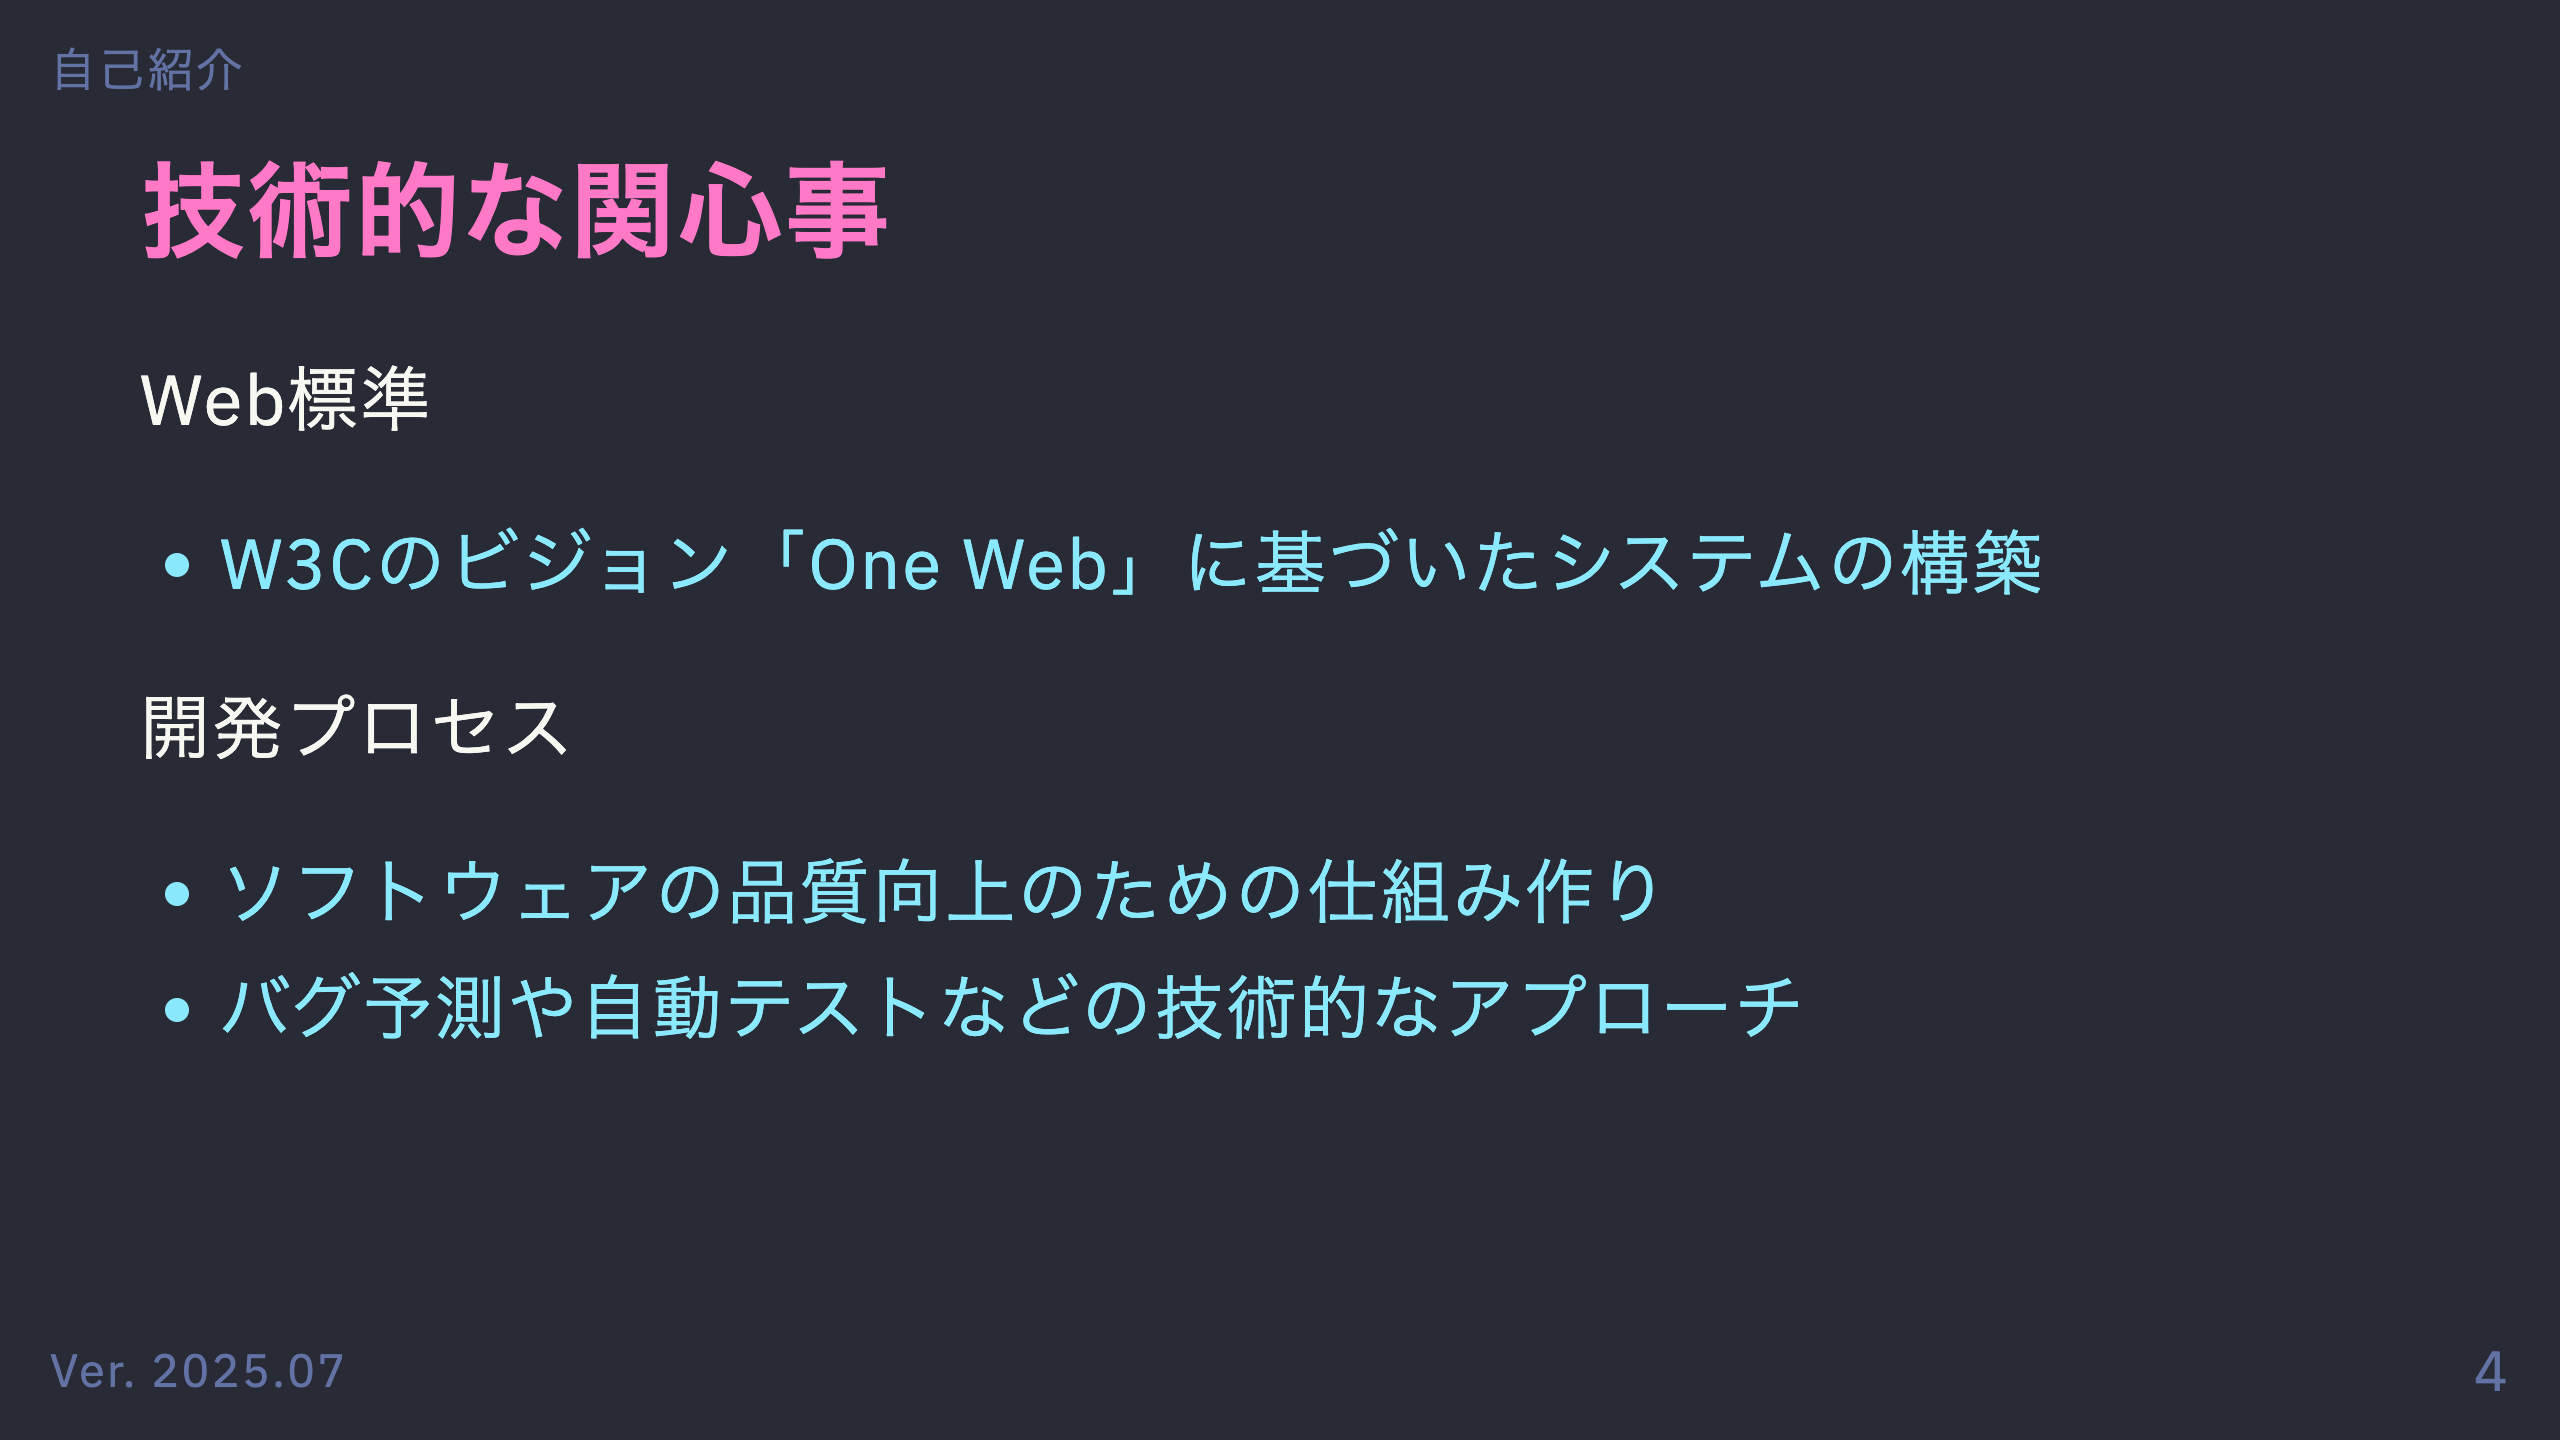 自己紹介
技術的な関心事
Web標準
• W3Cのビジョン「One Web」に基づいたシステムの構築
開発プロセス
• ソフトウェアの品質向上のための仕組み作り
• バグ予測や自動テストなどの技術的なアプローチ
Ver. 2025.07
4